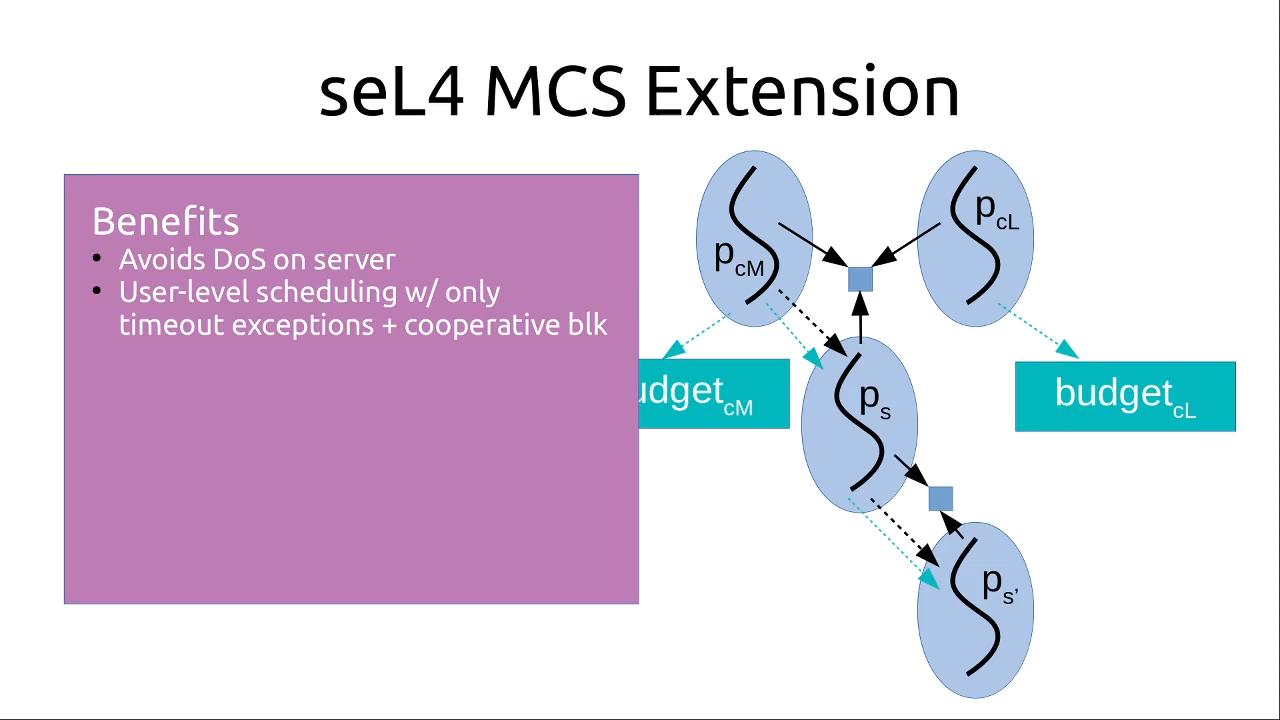 seL4 MCS Extension
Benefits
• Avoids DoS on server
• User-level scheduling w/ only
timeout exceptions + cooperative blk
pcM
pcL
udgetcM
ps
budgetcL
ps’